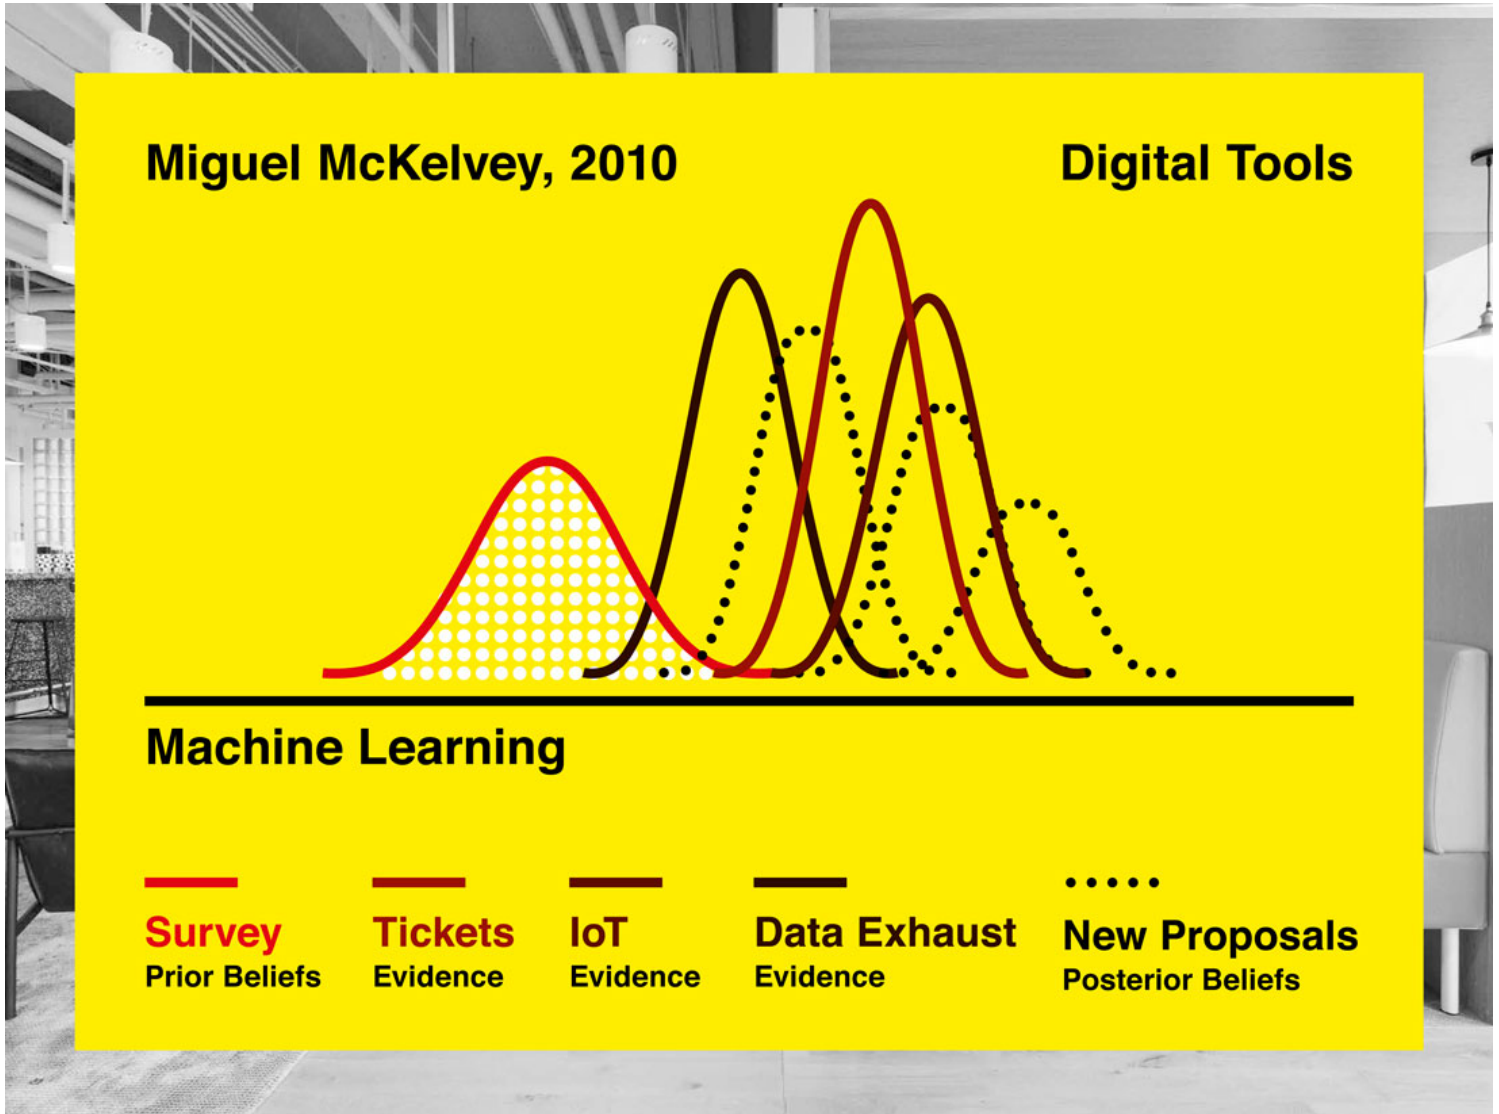 Miguel McKelvey, 2010
Digital Tools
Machine Learning
Survey
Prior Beliefs
Tickets
Evidence
IoT
Evidence
Data Exhaust
Evidence
New Proposals
Posterior Beliefs